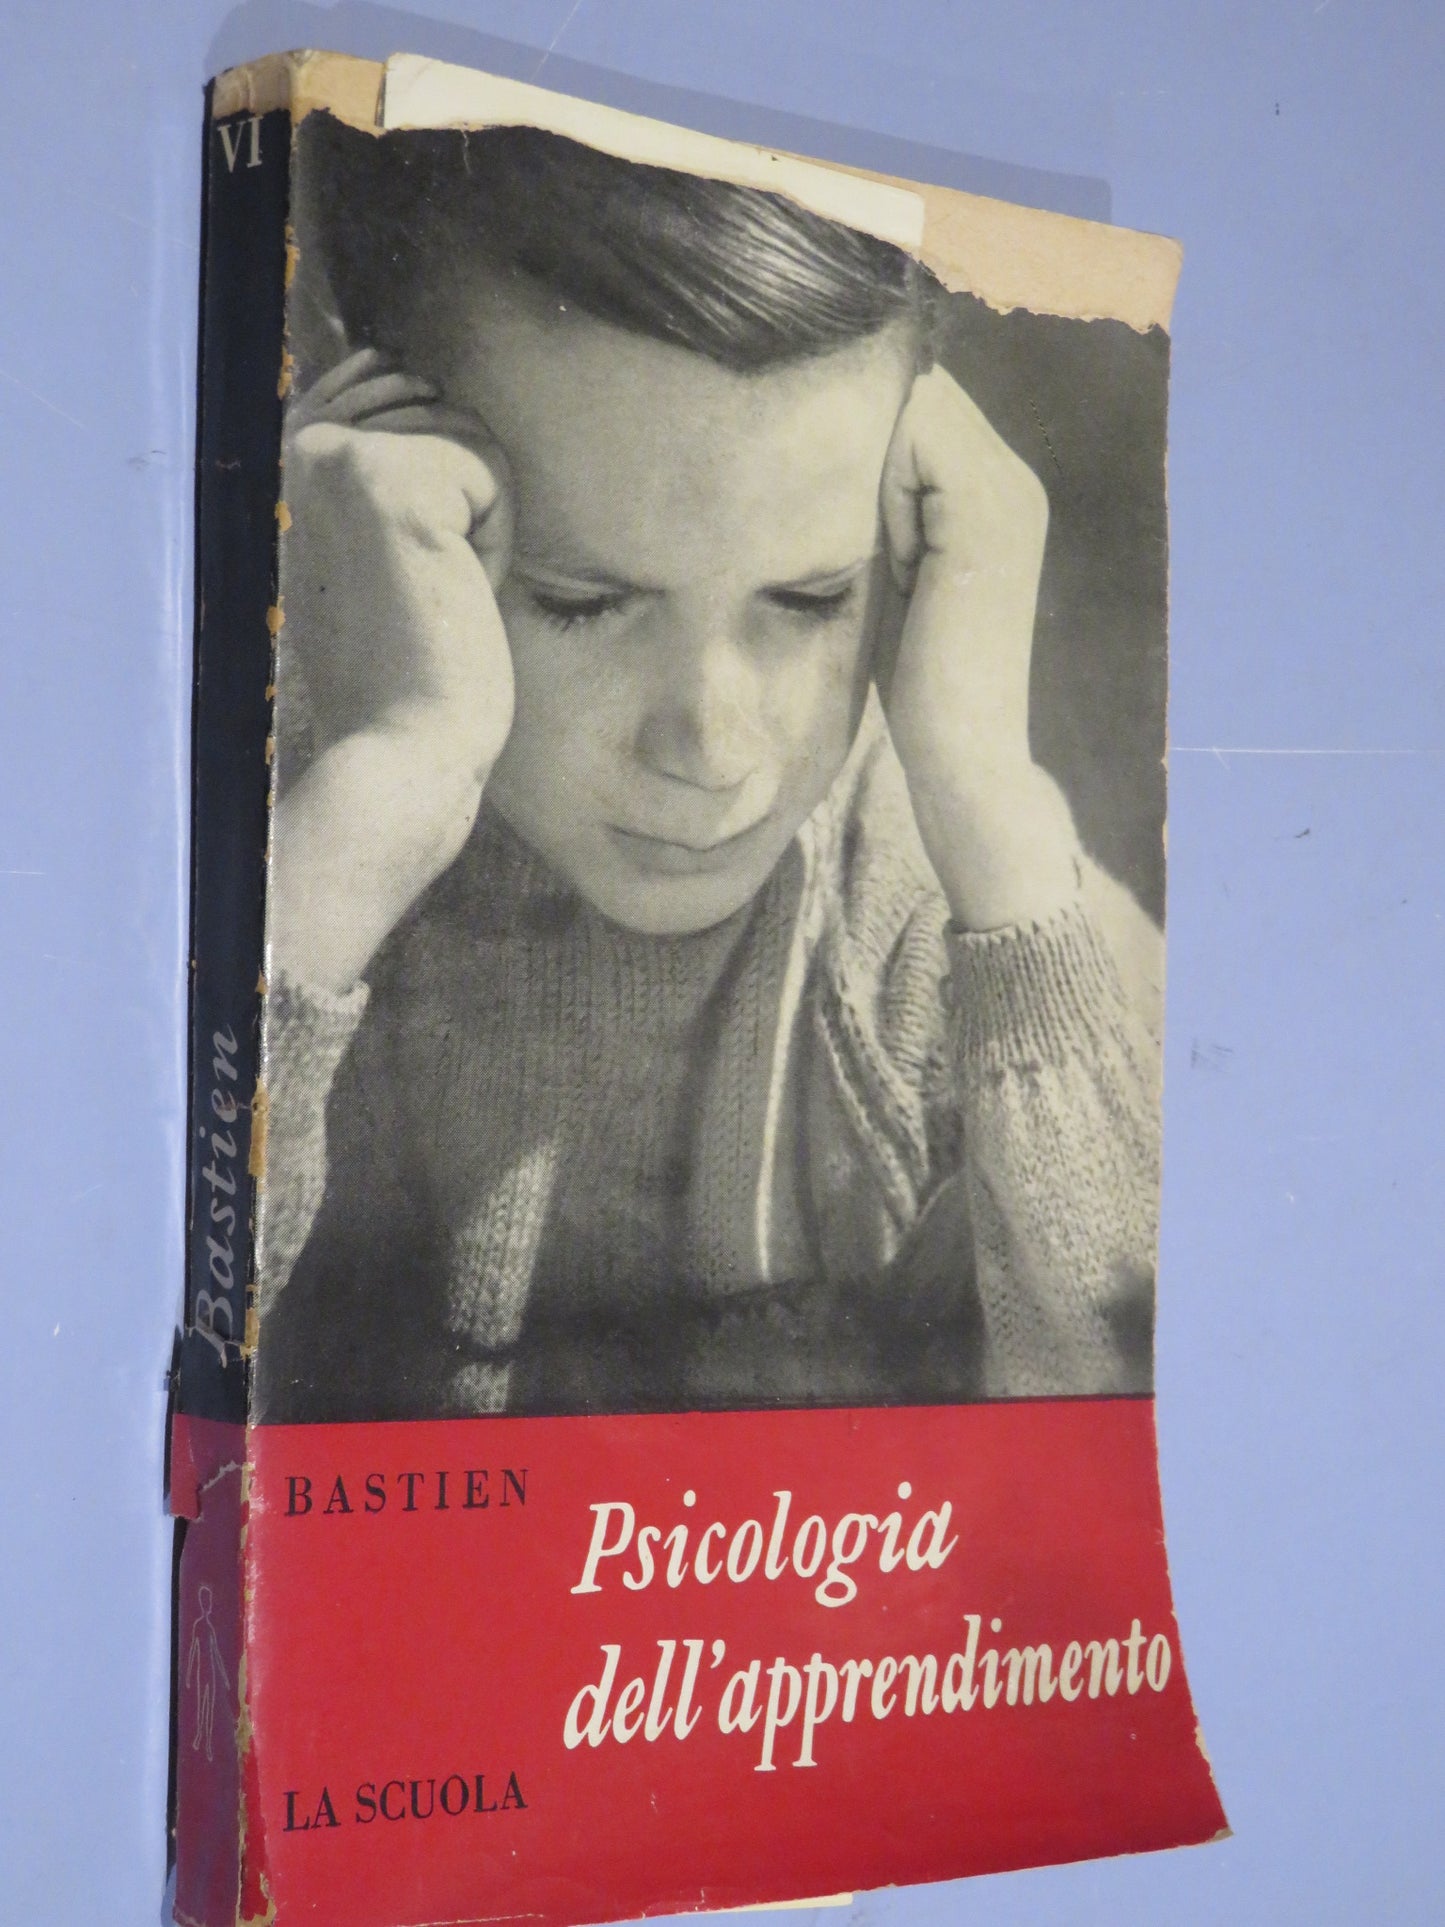 VI
Bastien
BASTIEN
Psicologia
dell'apprendimento
LA SCUOLA